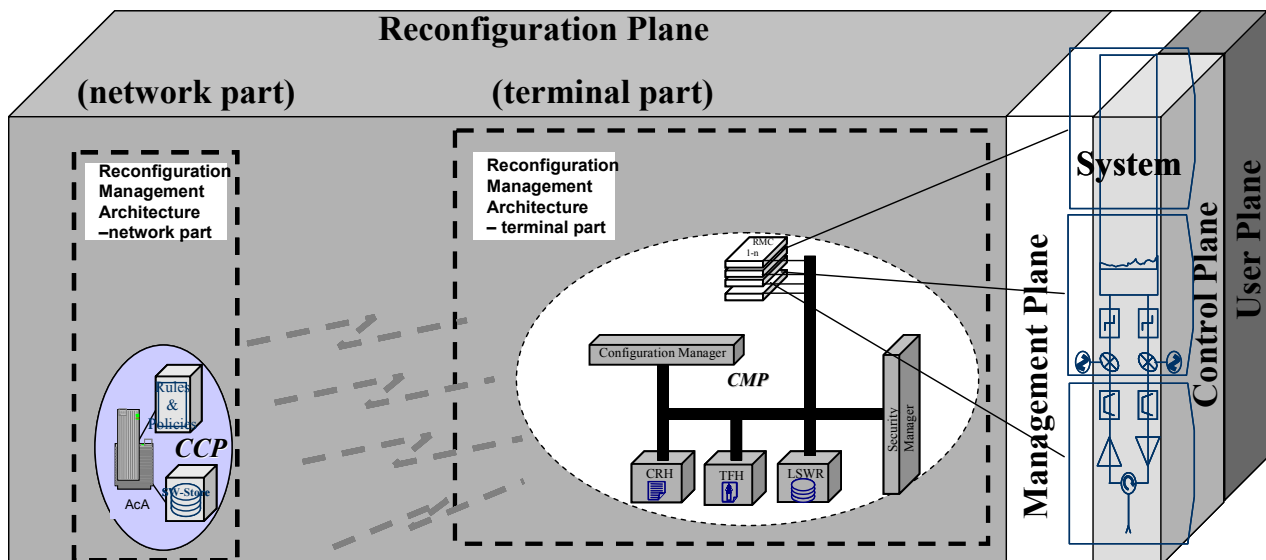 Reconfiguration Plane
(network part)
(terminal part)
Reconfiguration
Management
Architecture
–network part
Reconfiguration
Management
Architecture
– terminal part
RMC
1-n
Configuration Manager
CMP
Security
Manager
CRH
TFH
LSWR
Rules
&
Policies
CCP
SW-Store
AcA
System
Management Plane
Control Plane
User Plane